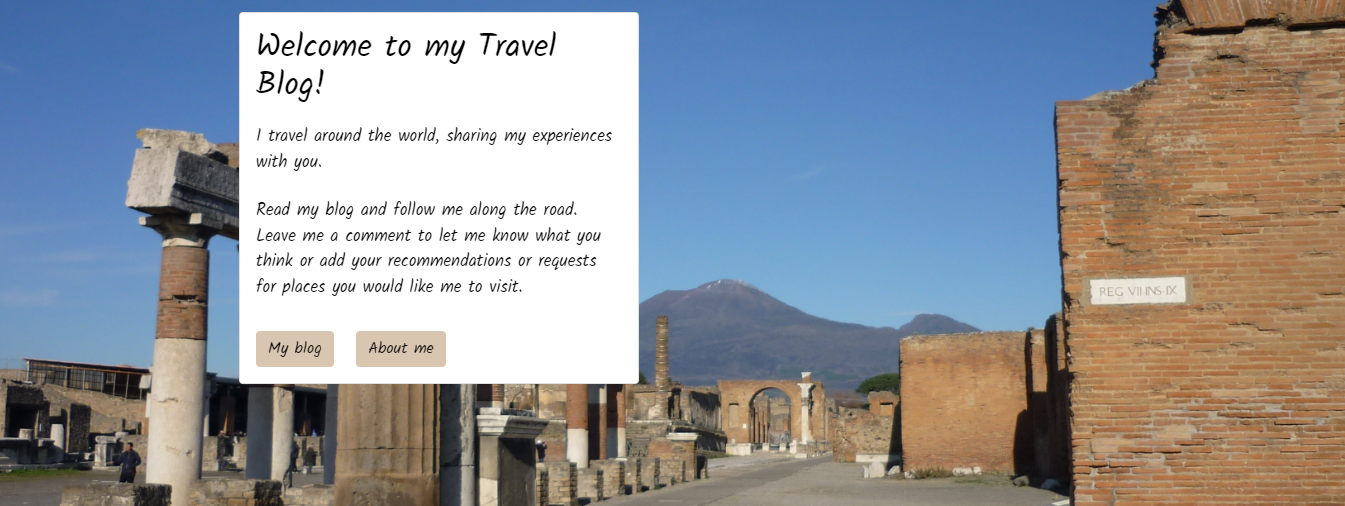 Welcome to my Travel
Blog!
I travel around the world, sharing my experiences
with you.
Read my blog and follow me along the road.
Leave me a comment to let me know what you
think or add your recommendations or requests
for places you would like me to visit.
My blog
About me
REG·VII·INS·IX